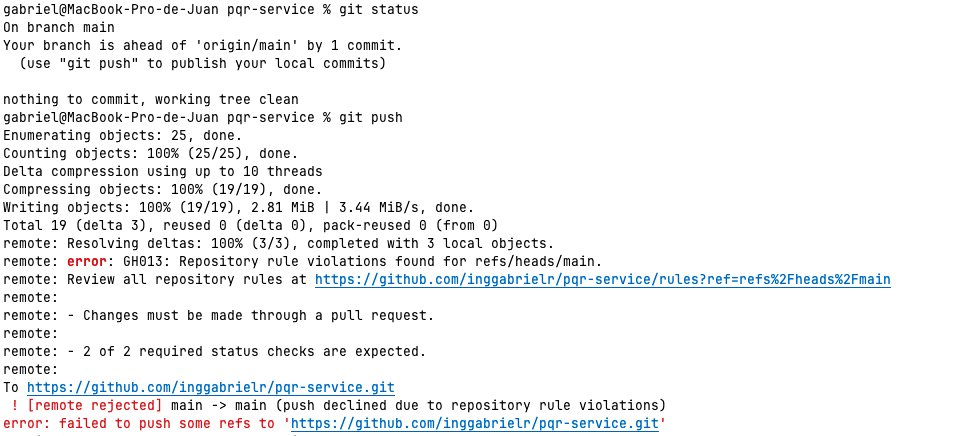 gabriel@MacBook-Pro-de-Juan pqr-service % git status
On branch main
Your branch is ahead of 'origin/main' by 1 commit.
  (use "git push" to publish your local commits)

nothing to commit, working tree clean
gabriel@MacBook-Pro-de-Juan pqr-service % git push
Enumerating objects: 25, done.
Counting objects: 100% (25/25), done.
Delta compression using up to 10 threads
Compressing objects: 100% (19/19), done.
Writing objects: 100% (19/19), 2.81 MiB | 3.44 MiB/s, done.
Total 19 (delta 3), reused 0 (delta 0), pack-reused 0 (from 0)
remote: Resolving deltas: 100% (3/3), completed with 3 local objects.
remote: error: GH013: Repository rule violations found for refs/heads/main.
remote: Review all repository rules at https://github.com/inggabrielr/pqr-service/rules?ref=refs%2Fheads%2Fmain
remote:
remote: - Changes must be made through a pull request.
remote:
remote: - 2 of 2 required status checks are expected.
remote:
To https://github.com/inggabrielr/pqr-service.git
 ! [remote rejected] main -> main (push declined due to repository rule violations)
error: failed to push some refs to 'https://github.com/inggabrielr/pqr-service.git'